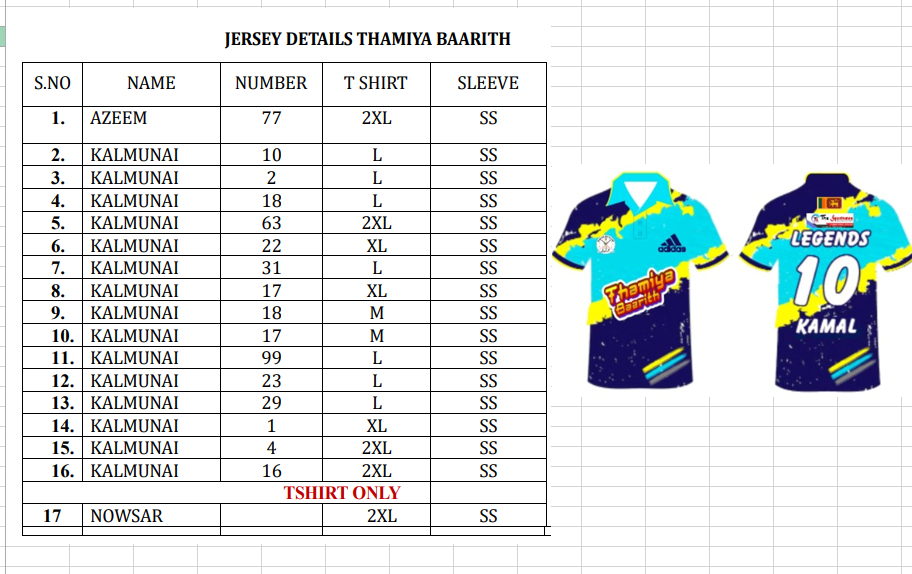 JERSEY DETAILS THAMIYA BAARITH
S.NO NAME NUMBER T SHIRT SLEEVE
1. AZEEM 77 2XL SS
2. KALMUNAI 10 L SS
3. KALMUNAI 2 L SS
4. KALMUNAI 18 L SS
5. KALMUNAI 63 2XL SS
6. KALMUNAI 22 XL SS
7. KALMUNAI 31 L SS
8. KALMUNAI 17 XL SS
9. KALMUNAI 18 M SS
10. KALMUNAI 17 M SS
11. KALMUNAI 99 L SS
12. KALMUNAI 23 L SS
13. KALMUNAI 29 L SS
14. KALMUNAI 1 XL SS
15. KALMUNAI 4 2XL SS
16. KALMUNAI 16 2XL SS
TSHIRT ONLY
17 NOWSAR 2XL SS
adidas
Thamiya
Baarith
The
LEGENDS
10
KAMAL